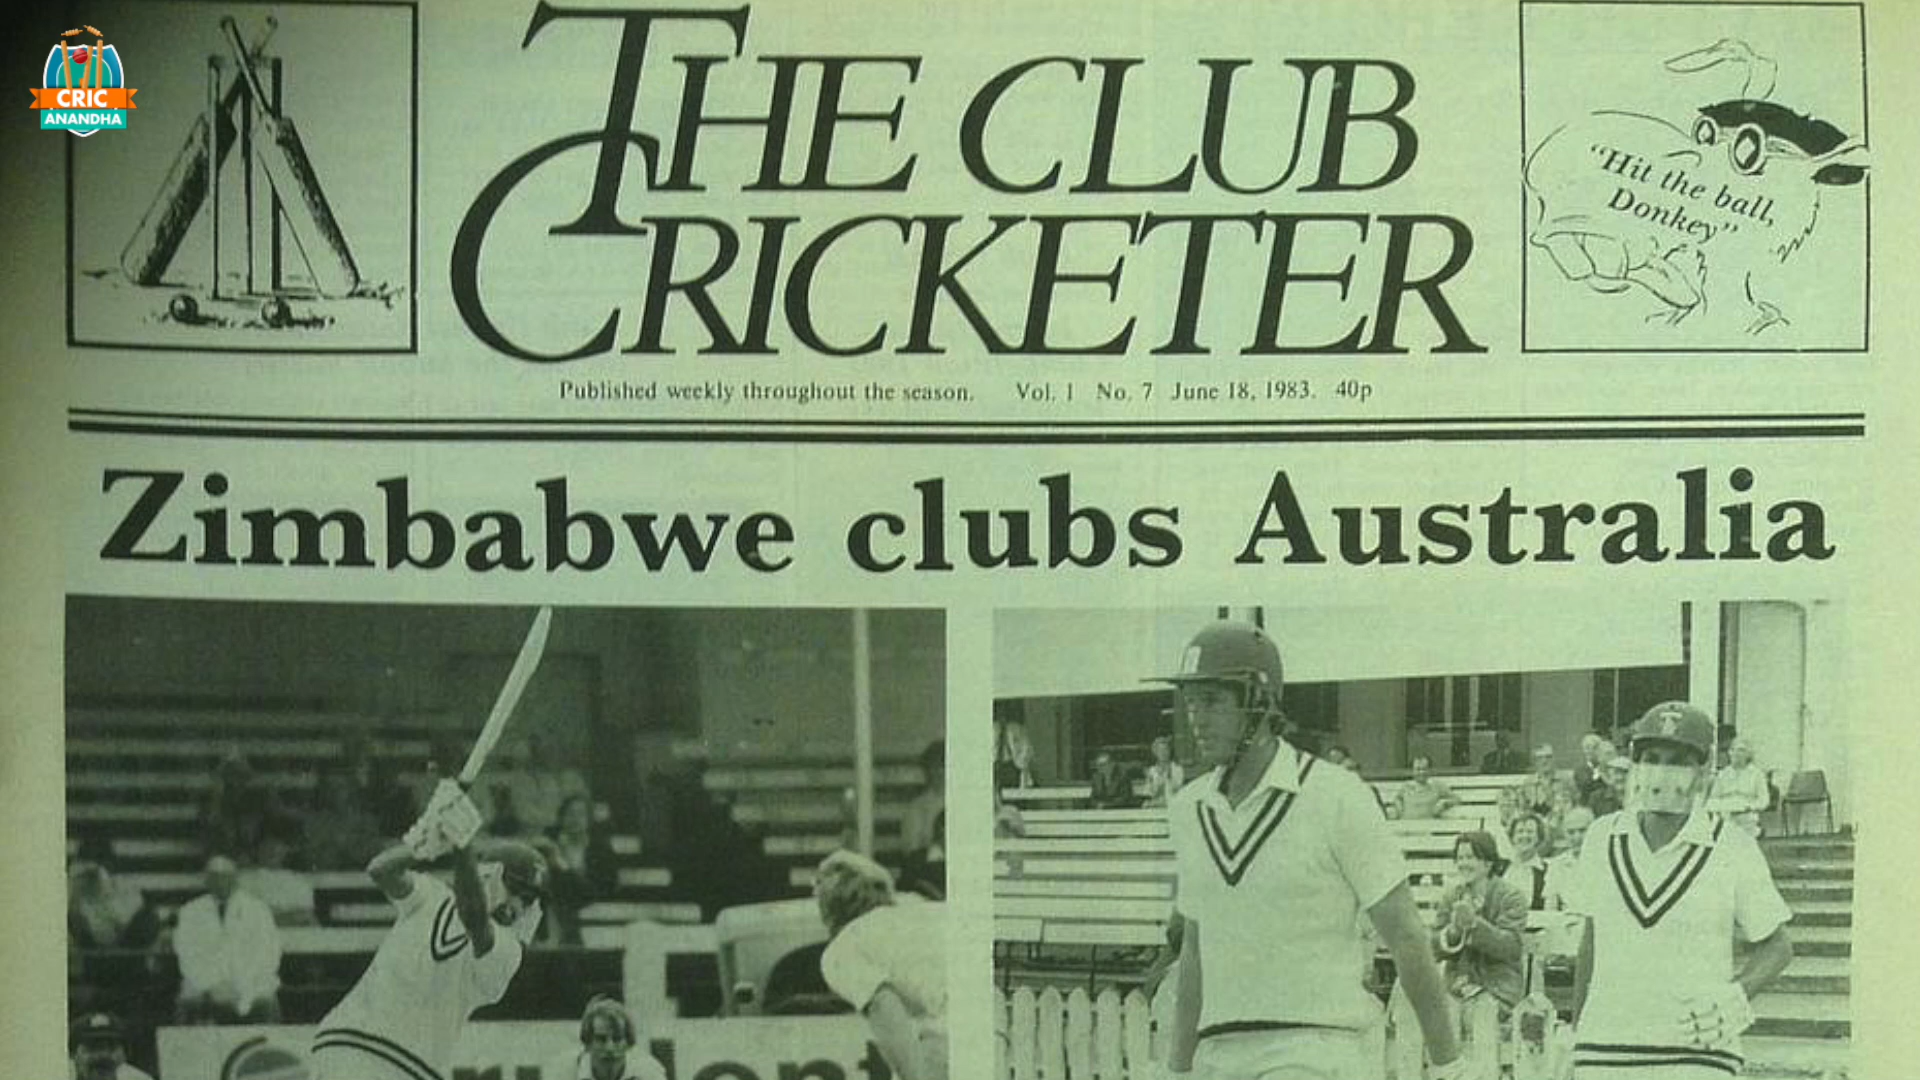 CRIC
ANANDHA
THE CLUB
CRICKETER
"Hit the ball,
Donkey"
Published weekly throughout the season. Vol. 1 No. 7 June 18, 1983. 40p
Zimbabwe clubs Australia